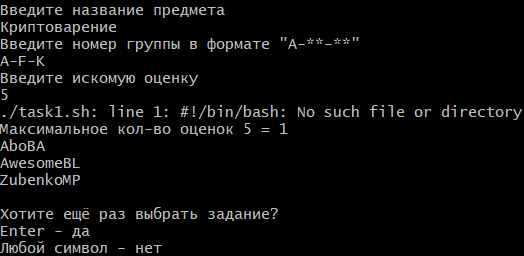 Введите название предмета
Криптоварение
Введите номер группы в формате "А-**-**"
A-F-K
Введите искомую оценку
5
./task1.sh: line 1: #!/bin/bash: No such file or directory
Максимальное кол-во оценок 5 = 1
AboBA
AwesomeBL
ZubenkoMP
Хотите ещё раз выбрать задание?
Enter - да
Любой символ - нет